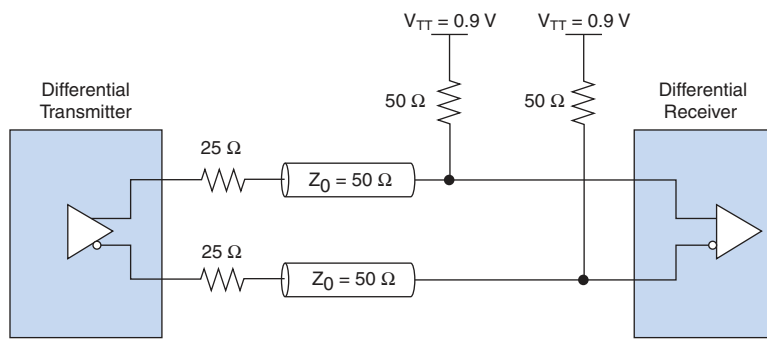 V_TT = 0.9 V V_TT = 0.9 V
Differential
Transmitter
Differential
Receiver
50 Ω 50 Ω
25 Ω
Z_0 = 50 Ω
25 Ω
Z_0 = 50 Ω